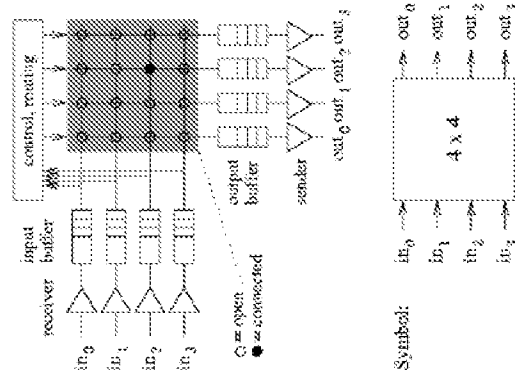 control, routing
input
buffer
receiver
in0
in1
in2
in3
output
buffer
sender
out0 out1 out2 out3
o = open
● = connected
Symbol:
in0
in1
in2
in3
4 x 4
out0
out1
out2
out3